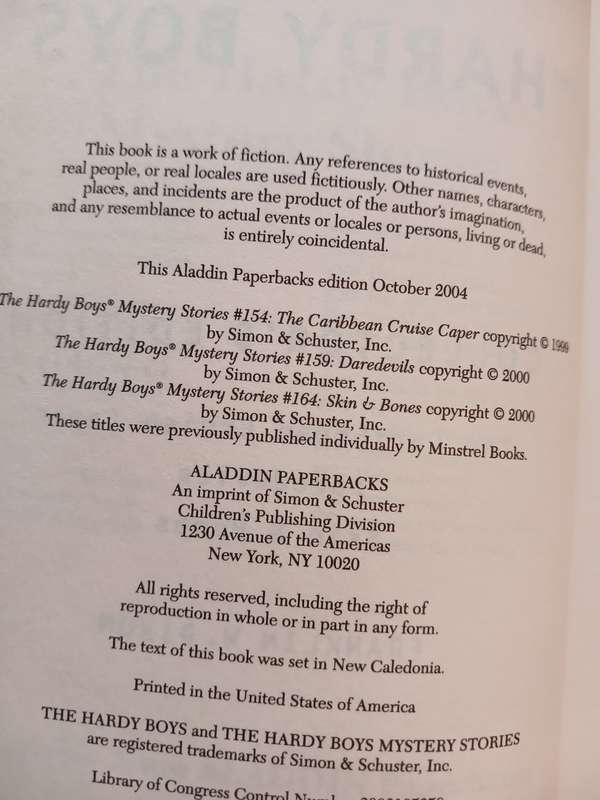 HARDY BOYS
This book is a work of fiction. Any references to historical events,
real people, or real locales are used fictitiously. Other names, characters,
places, and incidents are the product of the author's imagination,
and any resemblance to actual events or locales or persons, living or dead,
is entirely coincidental.
This Aladdin Paperbacks edition October 2004
The Hardy Boys® Mystery Stories #154: The Caribbean Cruise Caper copyright © 1999
by Simon & Schuster, Inc.
The Hardy Boys® Mystery Stories #159: Daredevils copyright © 2000
by Simon & Schuster, Inc.
The Hardy Boys® Mystery Stories #164: Skin & Bones copyright © 2000
by Simon & Schuster, Inc.
These titles were previously published individually by Minstrel Books.
ALADDIN PAPERBACKS
An imprint of Simon & Schuster
Children's Publishing Division
1230 Avenue of the Americas
New York, NY 10020
All rights reserved, including the right of
reproduction in whole or in part in any form.
The text of this book was set in New Caledonia.
Printed in the United States of America
THE HARDY BOYS and THE HARDY BOYS MYSTERY STORIES
are registered trademarks of Simon & Schuster, Inc.
Library of Congress Control